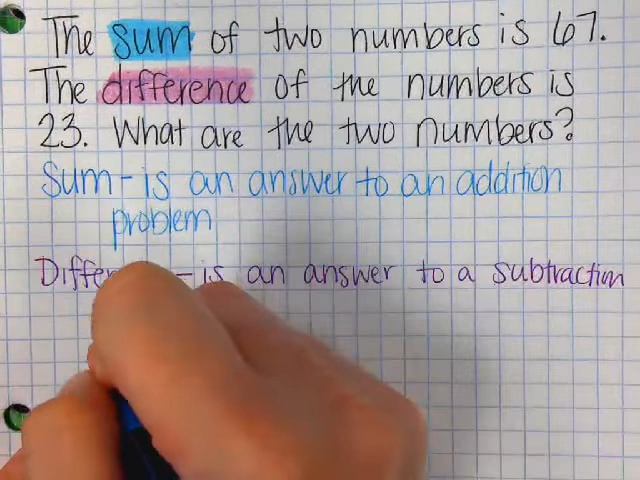 The sum of two numbers is 67.
The difference of the numbers is
23. What are the two numbers?
Sum - is an answer to an addition
problem
- is an answer to a subtraction